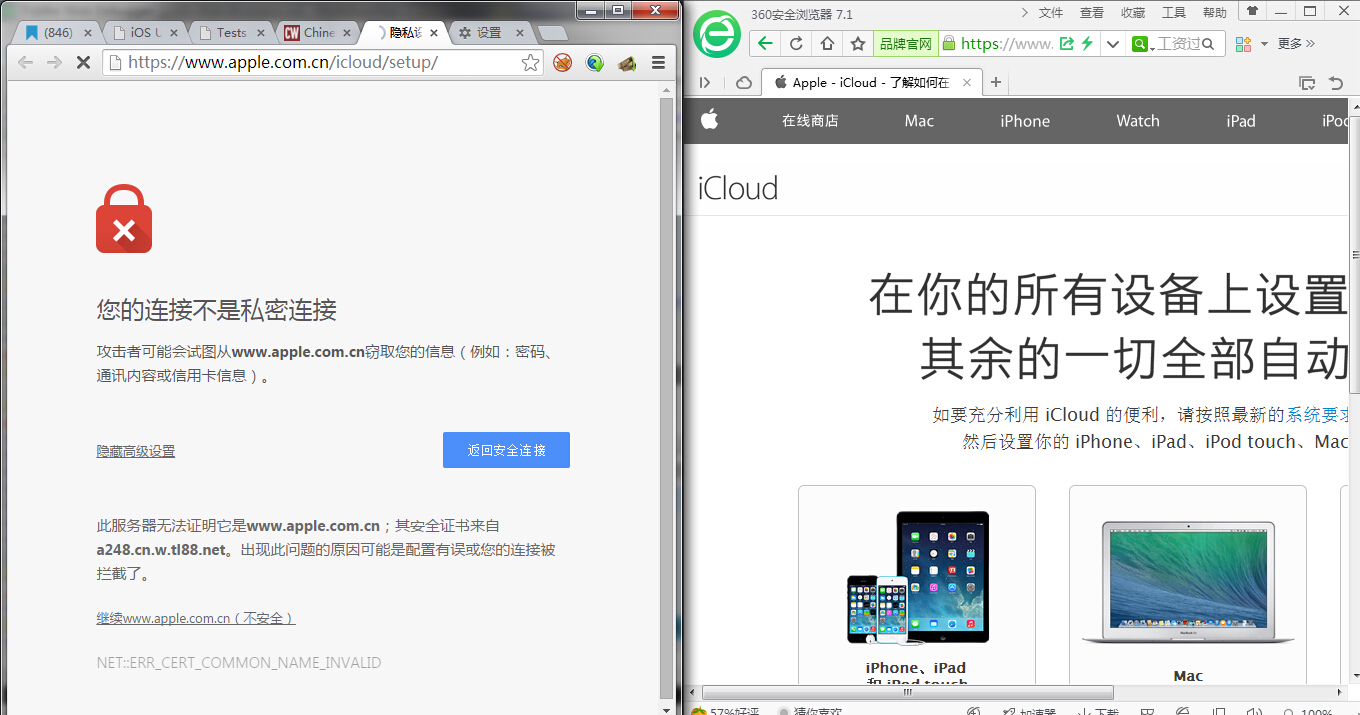 (846)
iOS U
Tests
CW Chine
隐私设
设置
https://www.apple.com.cn/icloud/setup/
您的连接不是私密连接
攻击者可能会试图从www.apple.com.cn窃取您的信息（例如：密码、
通讯内容或信用卡信息）。
隐藏高级设置
返回安全连接
此服务器无法证明它是www.apple.com.cn；其安全证书来自
a248.cn.w.tl88.net。出现此问题的原因可能是配置有误或您的连接被
拦截了。
继续www.apple.com.cn（不安全）
NET::ERR_CERT_COMMON_NAME_INVALID
360安全浏览器 7.1
文件 查看 收藏 工具 帮助
品牌官网 https://www. 工资过 更多 »
Apple - iCloud - 了解如何在
在线商店 Mac iPhone Watch iPad iPod
iCloud
在你的所有设备上设置
其余的一切全部自动
如要充分利用 iCloud 的便利，请按照最新的系统要求
然后设置你的 iPhone、iPad、iPod touch、Mac
iPhone、iPad
和 iPod touch
Mac
57%好评 猜你喜欢 加速器 下载 100%